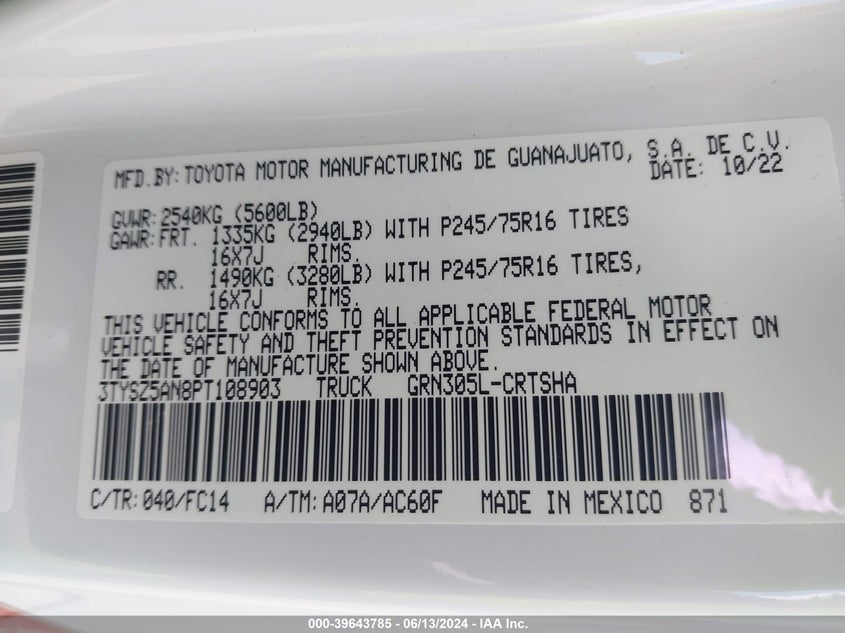 MFD.BY:TOYOTA MOTOR MANUFACTURING DE GUANAJUATO, S.A. DE C.V.
DATE: 10/22
GVWR:2540KG (5600LB)
GAWR:FRT. 1335KG (2940LB) WITH P245/75R16 TIRES
16X7J RIMS.
RR. 1490KG (3280LB) WITH P245/75R16 TIRES,
16X7J RIMS.
THIS VEHICLE CONFORMS TO ALL APPLICABLE FEDERAL MOTOR
VEHICLE SAFETY AND THEFT PREVENTION STANDARDS IN EFFECT ON
THE DATE OF MANUFACTURE SHOWN ABOVE.
3TYSZ5AN8PT108903 TRUCK GRN305L-CRTSHA
C/TR:040/FC14 A/TM:A07A/AC60F MADE IN MEXICO 871
000-39643785 - 06/13/2024 - IAA Inc.